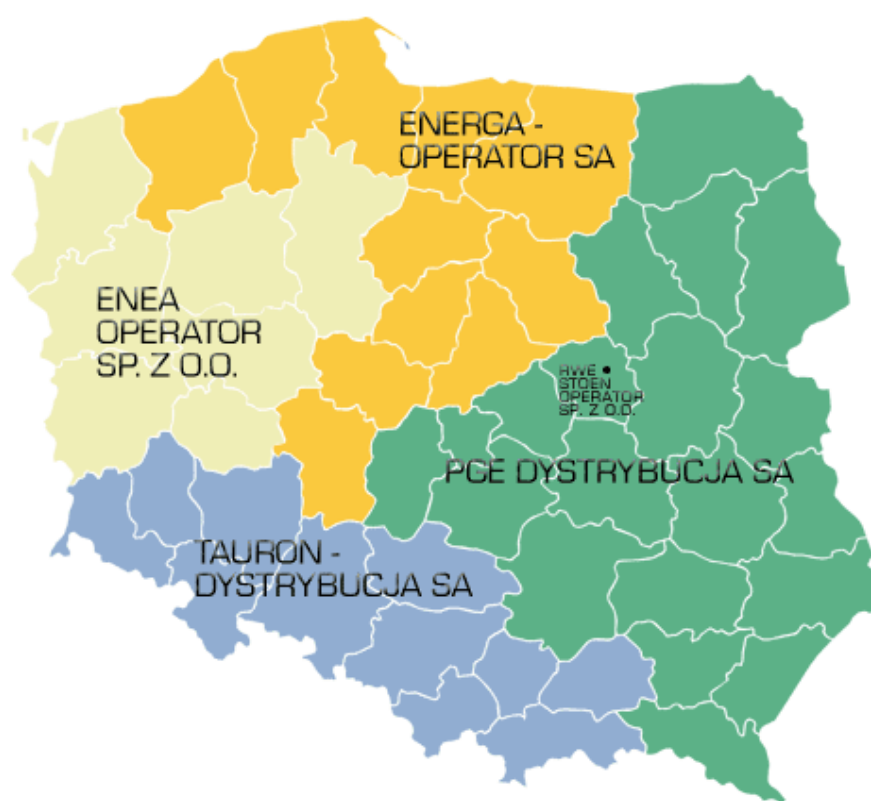 ENERGA -
OPERATOR SA
ENEA
OPERATOR
SP. Z O.O.
RWE
STOEN
OPERATOR
SP. Z O.O.
PGE DYSTRYBUCJA SA
TAURON -
DYSTRYBUCJA SA